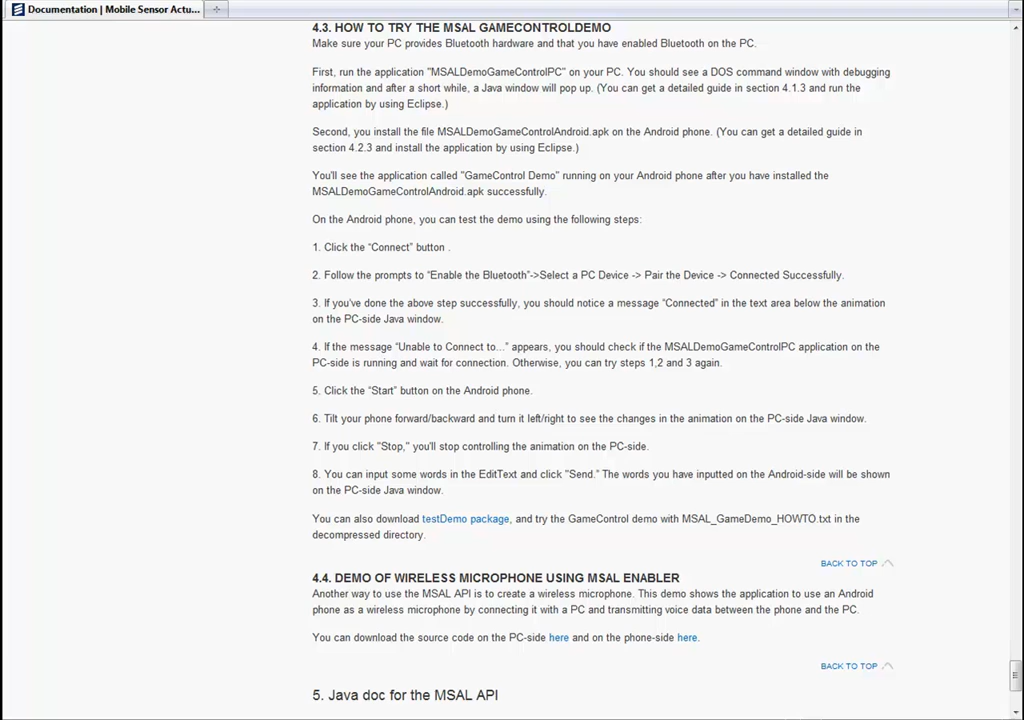 Documentation | Mobile Sensor Actu...
4.3. HOW TO TRY THE MSAL GAMECONTROLDEMO
Make sure your PC provides Bluetooth hardware and that you have enabled Bluetooth on the PC.
First, run the application "MSALDemoGameControlPC" on your PC. You should see a DOS command window with debugging
information and after a short while, a Java window will pop up. (You can get a detailed guide in section 4.1.3 and run the
application by using Eclipse.)
Second, you install the file MSALDemoGameControlAndroid.apk on the Android phone. (You can get a detailed guide in
section 4.2.3 and install the application by using Eclipse.)
You'll see the application called "GameControl Demo" running on your Android phone after you have installed the
MSALDemoGameControlAndroid.apk successfully.
On the Android phone, you can test the demo using the following steps:
1. Click the “Connect” button .
2. Follow the prompts to “Enable the Bluetooth”->Select a PC Device -> Pair the Device -> Connected Successfully.
3. If you've done the above step successfully, you should notice a message “Connected” in the text area below the animation
on the PC-side Java window.
4. If the message “Unable to Connect to...” appears, you should check if the MSALDemoGameControlPC application on the
PC-side is running and wait for connection. Otherwise, you can try steps 1,2 and 3 again.
5. Click the “Start” button on the Android phone.
6. Tilt your phone forward/backward and turn it left/right to see the changes in the animation on the PC-side Java window.
7. If you click "Stop," you'll stop controlling the animation on the PC-side.
8. You can input some words in the EditText and click "Send.” The words you have inputted on the Android-side will be shown
on the PC-side Java window.
You can also download testDemo package, and try the GameControl demo with MSAL_GameDemo_HOWTO.txt in the
decompressed directory.
BACK TO TOP
4.4. DEMO OF WIRELESS MICROPHONE USING MSAL ENABLER
Another way to use the MSAL API is to create a wireless microphone. This demo shows the application to use an Android
phone as a wireless microphone by connecting it with a PC and transmitting voice data between the phone and the PC.
You can download the source code on the PC-side here and on the phone-side here.
BACK TO TOP
5. Java doc for the MSAL API